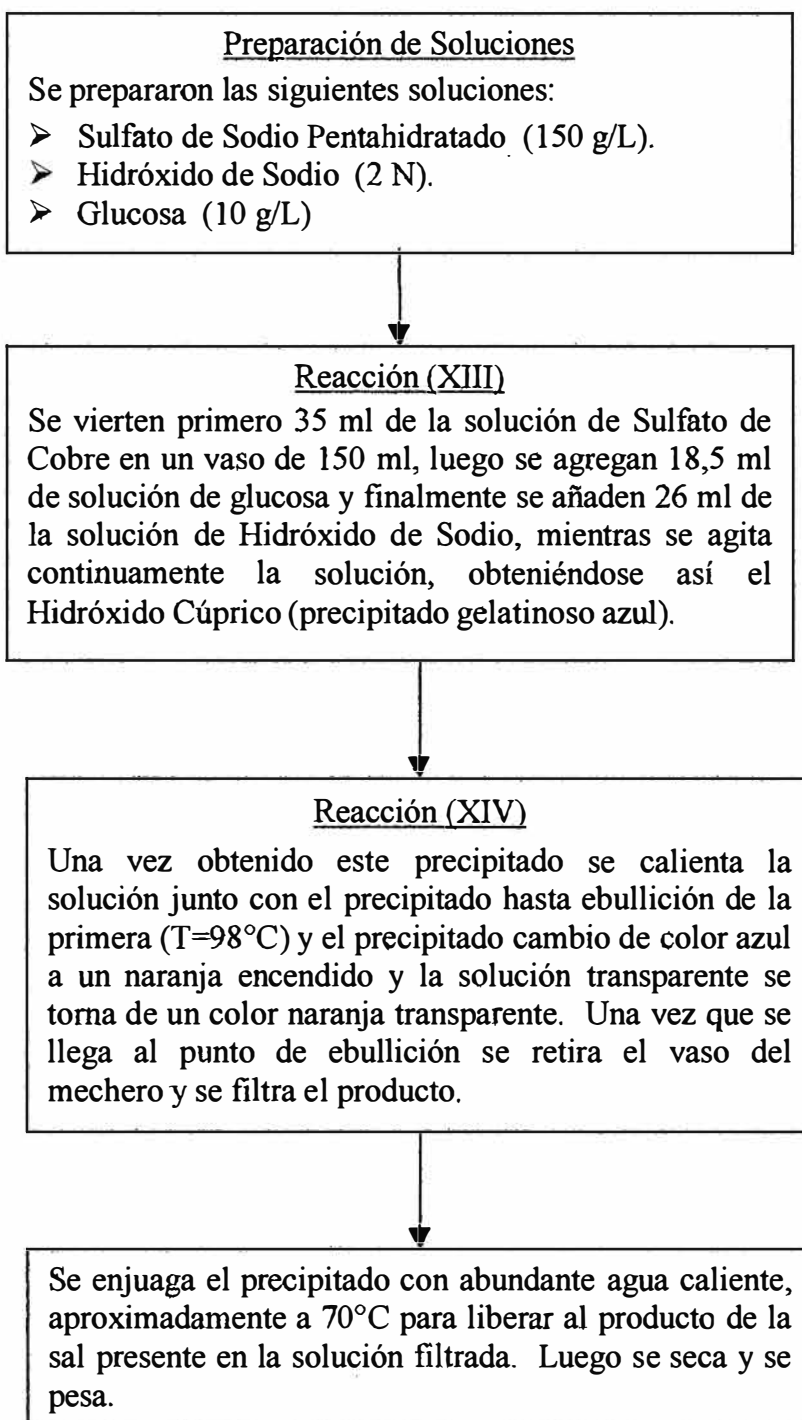 Preparación de Soluciones
Se prepararon las siguientes soluciones:
➤ Sulfato de Sodio Pentahidratado (150 g/L).
➤ Hidróxido de Sodio (2 N).
➤ Glucosa (10 g/L)
Reacción (XIII)
Se vierten primero 35 ml de la solución de Sulfato de
Cobre en un vaso de 150 ml, luego se agregan 18,5 ml
de solución de glucosa y finalmente se añaden 26 ml de
la solución de Hidróxido de Sodio, mientras se agita
continuamente la solución, obteniéndose así el
Hidróxido Cúprico (precipitado gelatinoso azul).
Reacción (XIV)
Una vez obtenido este precipitado se calienta la
solución junto con el precipitado hasta ebullición de la
primera (T=98°C) y el precipitado cambio de color azul
a un naranja encendido y la solución transparente se
torna de un color naranja transparente. Una vez que se
llega al punto de ebullición se retira el vaso del
mechero y se filtra el producto.
Se enjuaga el precipitado con abundante agua caliente,
aproximadamente a 70°C para liberar al producto de la
sal presente en la solución filtrada. Luego se seca y se
pesa.